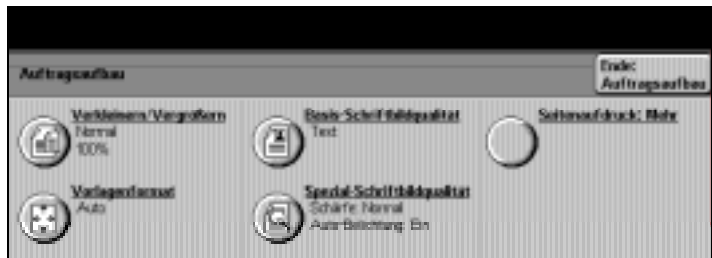 Auftragsaufbau
Ende:
Auftragsaufbau
Verkleinern/Vergrößern
Normal
100%
Basis-Schriftbildqualität
Text
Seitenaufdruck: Mehr
Vorlagenformat
Auto
Spezial-Schriftbildqualität
Schärfe: Normal
Auto-Belichtung: Ein